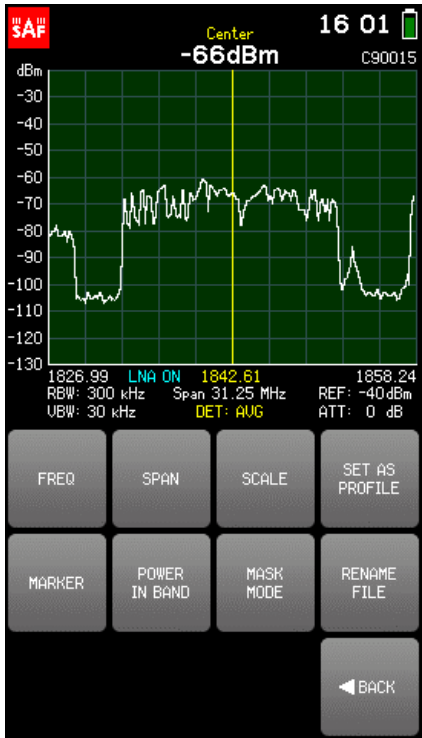 SAF
Center
16 01
-66dBm
C90015
dBm
-30
-40
-50
-60
-70
-80
-90
-100
-110
-120
-130
1826.99 LNA ON 1842.61 1858.24
RBW: 300 kHz Span 31.25 MHz REF: -40dBm
VBW: 30 kHz DET: AVG ATT: 0 dB
FREQ
SPAN
SCALE
SET AS
PROFILE
MARKER
POWER
IN BAND
MASK
MODE
RENAME
FILE
BACK